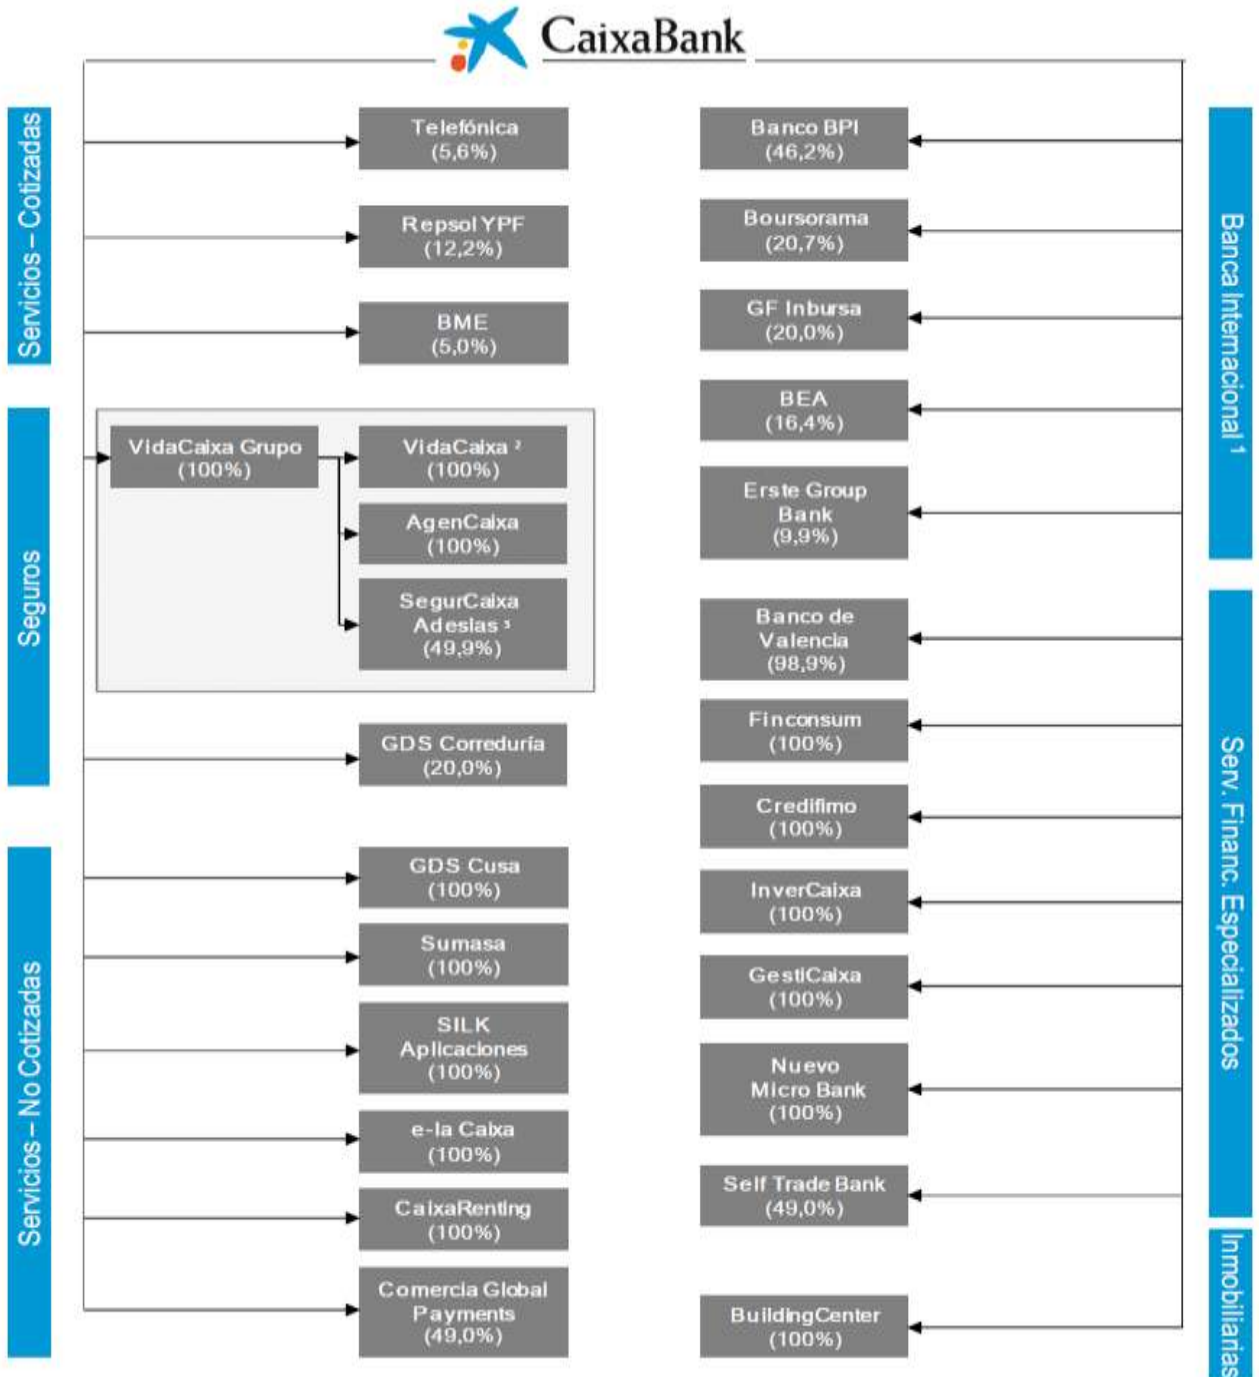 CaixaBank
Servicios – Cotizadas
Telefónica
(5,6%)
Repsol YPF
(12,2%)
BME
(5,0%)
Seguros
VidaCaixa Grupo
(100%)
VidaCaixa ²
(100%)
AgenCaixa
(100%)
SegurCaixa
Adeslas ³
(49,9%)
GDS Correduría
(20,0%)
Servicios – No Cotizadas
GDS Cusa
(100%)
Sumasa
(100%)
SILK
Aplicaciones
(100%)
e-la Caixa
(100%)
CaixaRenting
(100%)
Comercia Global
Payments
(49,0%)
Banca Internacional ¹
Banco BPI
(46,2%)
Boursorama
(20,7%)
GF Inbursa
(20,0%)
BEA
(16,4%)
Erste Group
Bank
(9,9%)
Serv. Financ. Especializados
Banco de
Valencia
(98,9%)
Finconsum
(100%)
Credifimo
(100%)
InverCaixa
(100%)
GestiCaixa
(100%)
Nuevo
Micro Bank
(100%)
Self Trade Bank
(49,0%)
Inmobiliarias
BuildingCenter
(100%)